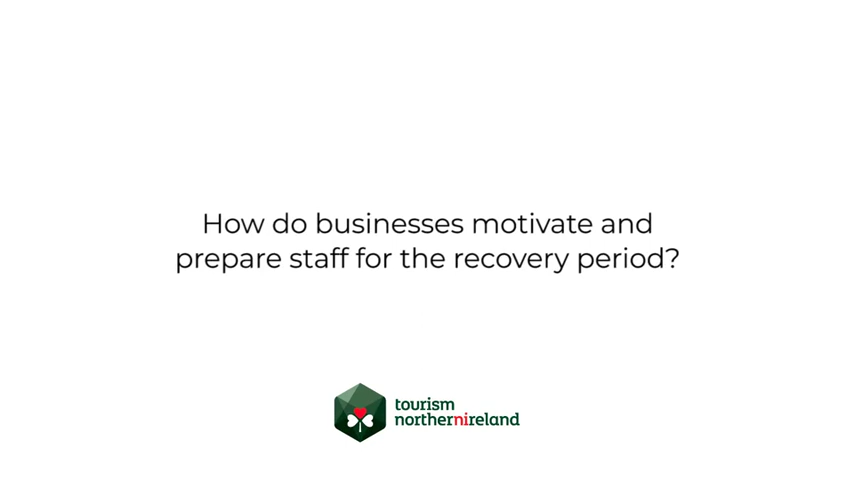 How do businesses motivate and
prepare staff for the recovery period?
tourism
northernireland